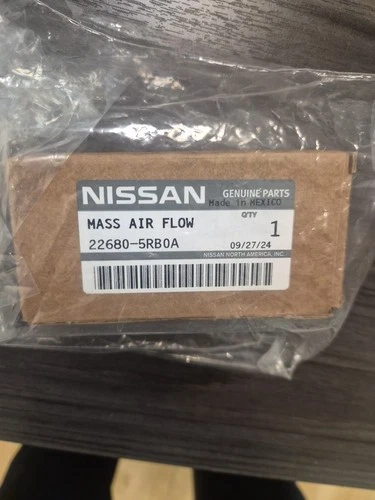 NISSAN GENUINE PARTS
Made in MEXICO
MASS AIR FLOW
Q'TY
1
22680-5RB0A
09/27/24
NISSAN NORTH AMERICA, INC.